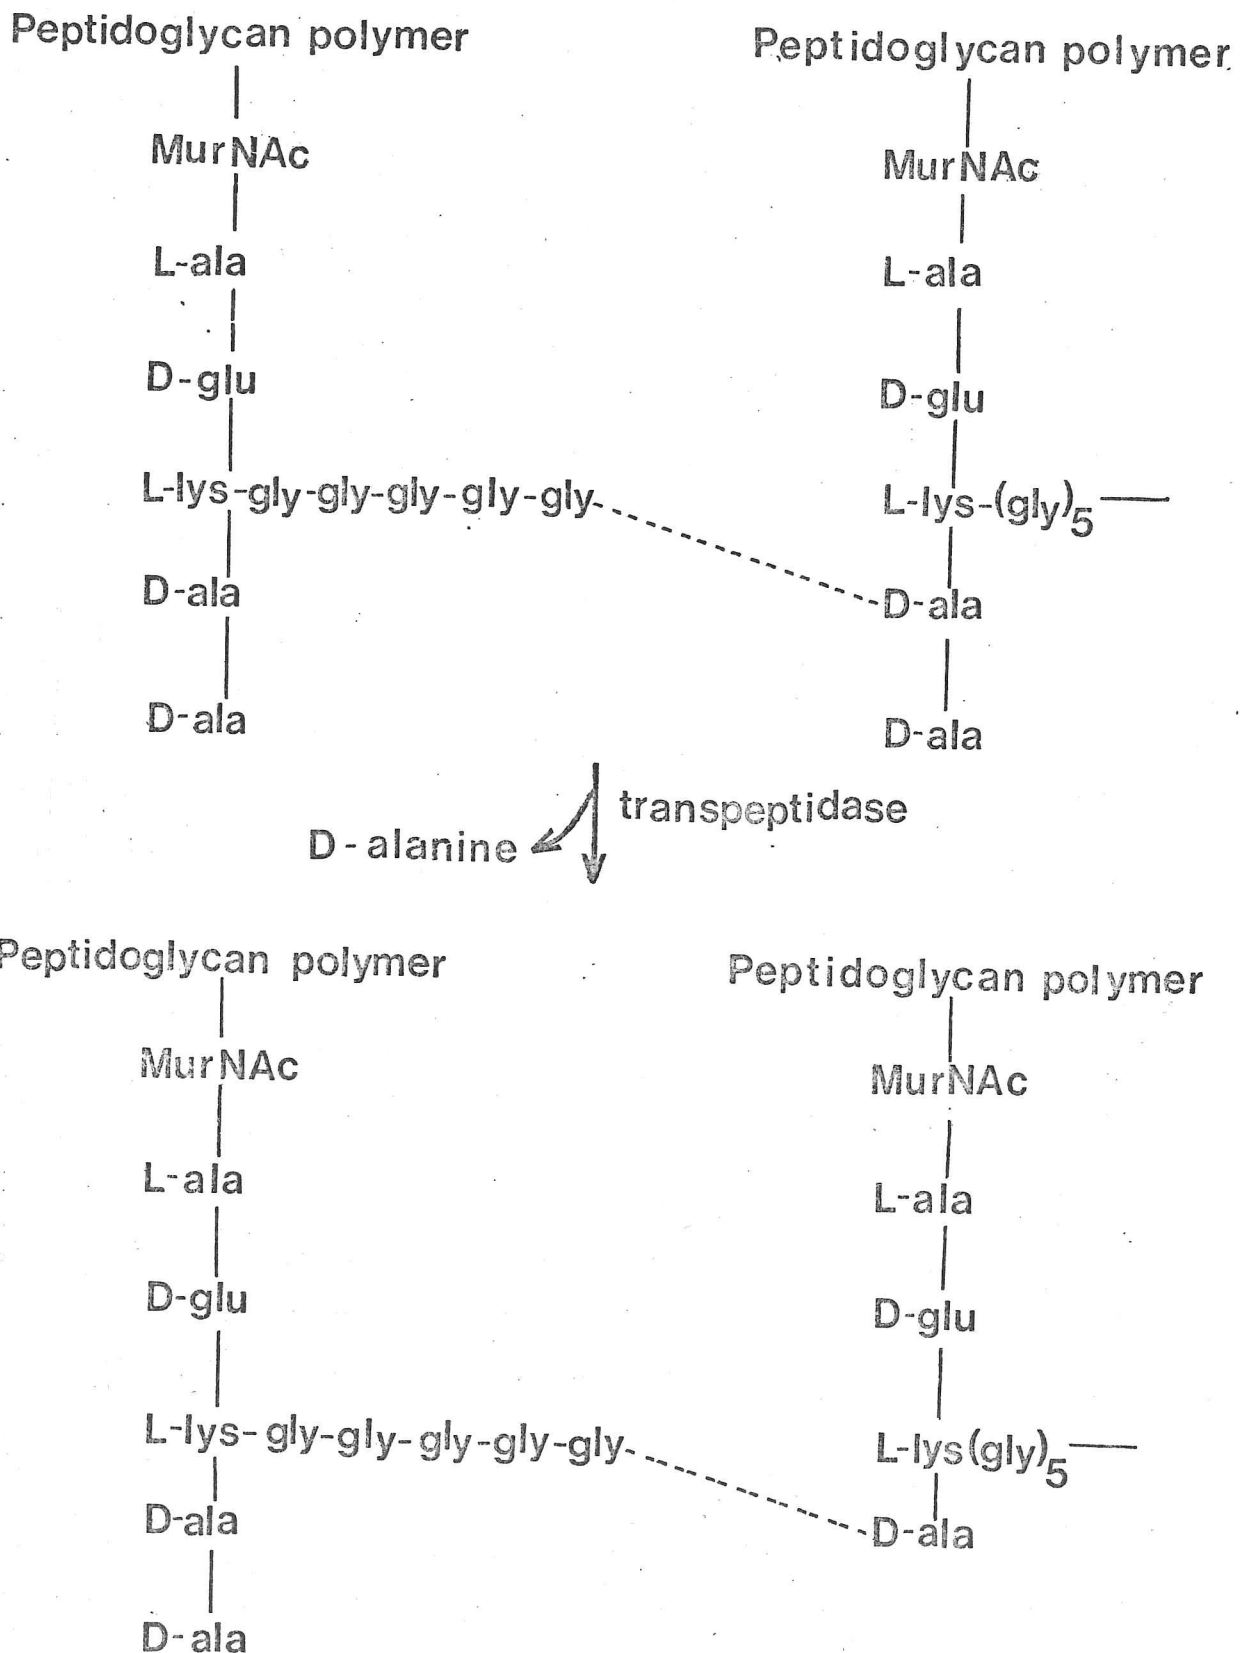 Peptidoglycan polymer
MurNAc
L-ala
D-glu
L-lys-gly-gly-gly-gly-gly
D-ala
D-ala
Peptidoglycan polymer
MurNAc
L-ala
D-glu
L-lys-(gly)5
D-ala
D-ala
transpeptidase
D-alanine
Peptidoglycan polymer
MurNAc
L-ala
D-glu
L-lys-gly-gly-gly-gly-gly
D-ala
D-ala
Peptidoglycan polymer
MurNAc
L-ala
D-glu
L-lys(gly)5
D-ala